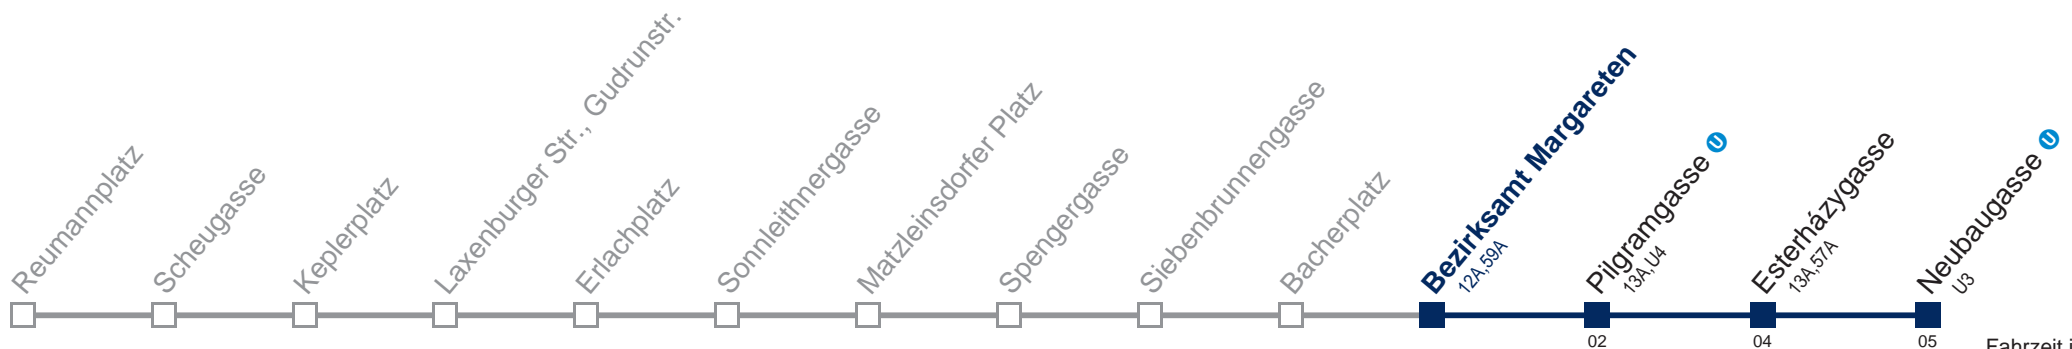 Reumannplatz
Scheugasse
Keplerplatz
Laxenburger Str., Gudrunstr.
Erlachplatz
Sonnleithnergasse
Matzleinsdorfer Platz
Spengergasse
Siebenbrunnengasse
Bacherplatz
Bezirksamt Margareten
12A,59A
Pilgramgasse U
13A,U4
Esterházygasse
13A,57A
Neubaugasse U
U3
02
04
05
Fahrzeit